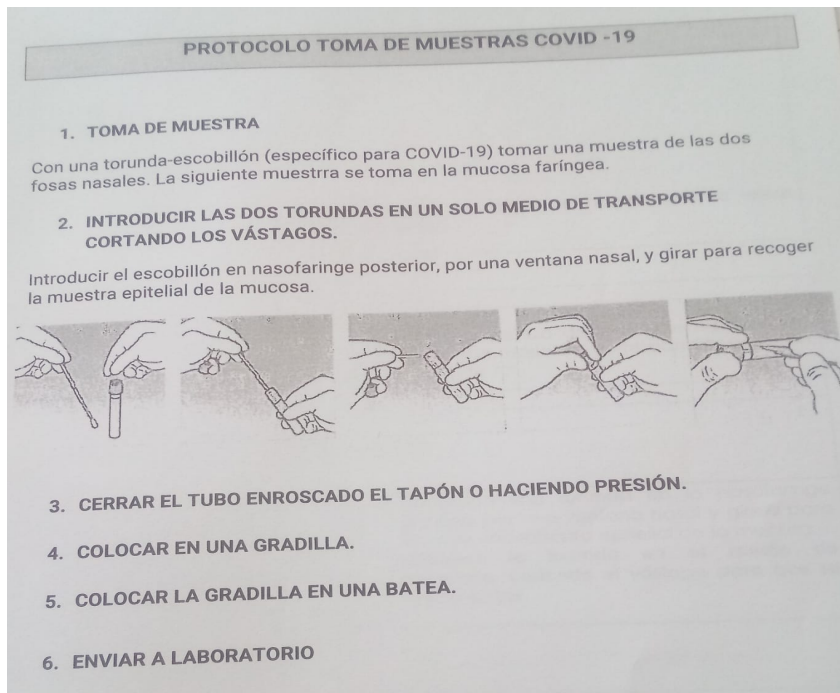 PROTOCOLO TOMA DE MUESTRAS COVID -19
1. TOMA DE MUESTRA
Con una torunda-escobillón (específico para COVID-19) tomar una muestra de las dos
fosas nasales. La siguiente muestrra se toma en la mucosa faríngea.
2. INTRODUCIR LAS DOS TORUNDAS EN UN SOLO MEDIO DE TRANSPORTE
CORTANDO LOS VÁSTAGOS.
Introducir el escobillón en nasofaringe posterior, por una ventana nasal, y girar para recoger
la muestra epitelial de la mucosa.
3. CERRAR EL TUBO ENROSCADO EL TAPÓN O HACIENDO PRESIÓN.
4. COLOCAR EN UNA GRADILLA.
5. COLOCAR LA GRADILLA EN UNA BATEA.
6. ENVIAR A LABORATORIO